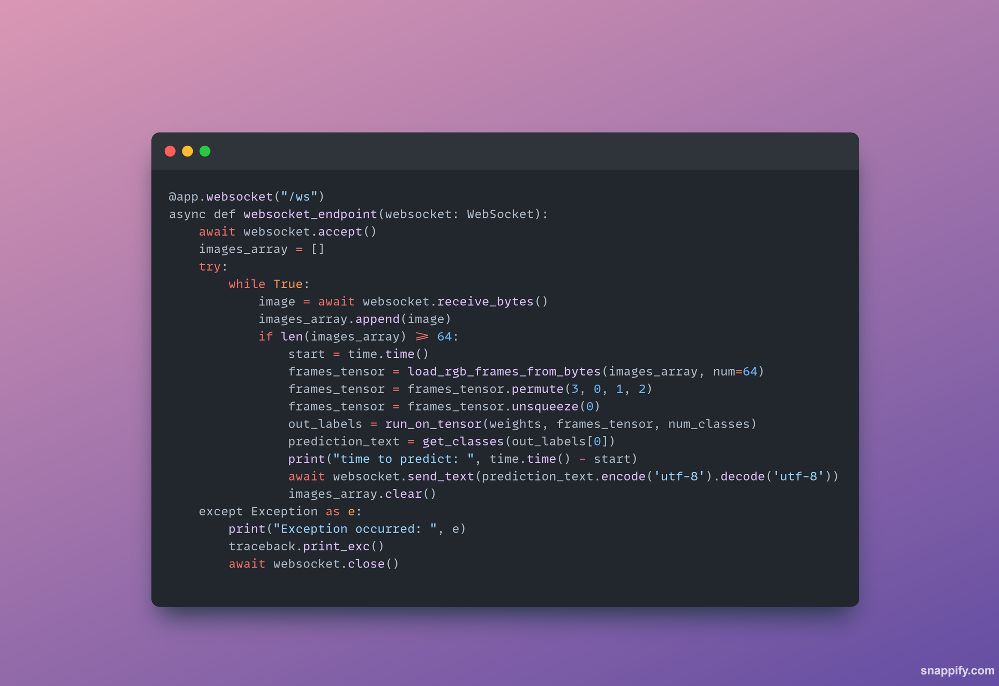 @app.websocket("/ws")
async def websocket_endpoint(websocket: WebSocket):
    await websocket.accept()
    images_array = []
    try:
        while True:
            image = await websocket.receive_bytes()
            images_array.append(image)
            if len(images_array) >= 64:
                start = time.time()
                frames_tensor = load_rgb_frames_from_bytes(images_array, num=64)
                frames_tensor = frames_tensor.permute(3, 0, 1, 2)
                frames_tensor = frames_tensor.unsqueeze(0)
                out_labels = run_on_tensor(weights, frames_tensor, num_classes)
                prediction_text = get_classes(out_labels[0])
                print("time to predict: ", time.time() - start)
                await websocket.send_text(prediction_text.encode('utf-8').decode('utf-8'))
                images_array.clear()
    except Exception as e:
        print("Exception occurred: ", e)
        traceback.print_exc()
        await websocket.close()
snappify.com